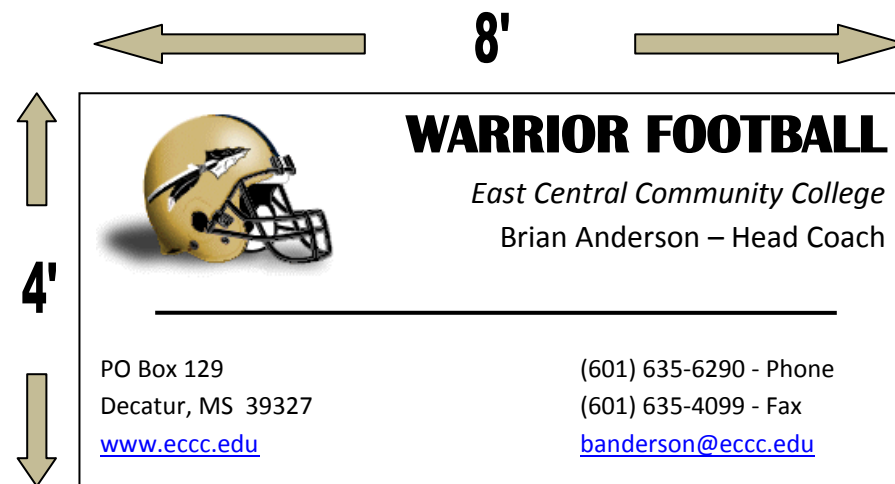 8'
4'
WARRIOR FOOTBALL
East Central Community College
Brian Anderson – Head Coach
PO Box 129
Decatur, MS  39327
www.eccc.edu
(601) 635-6290 - Phone
(601) 635-4099 - Fax
banderson@eccc.edu